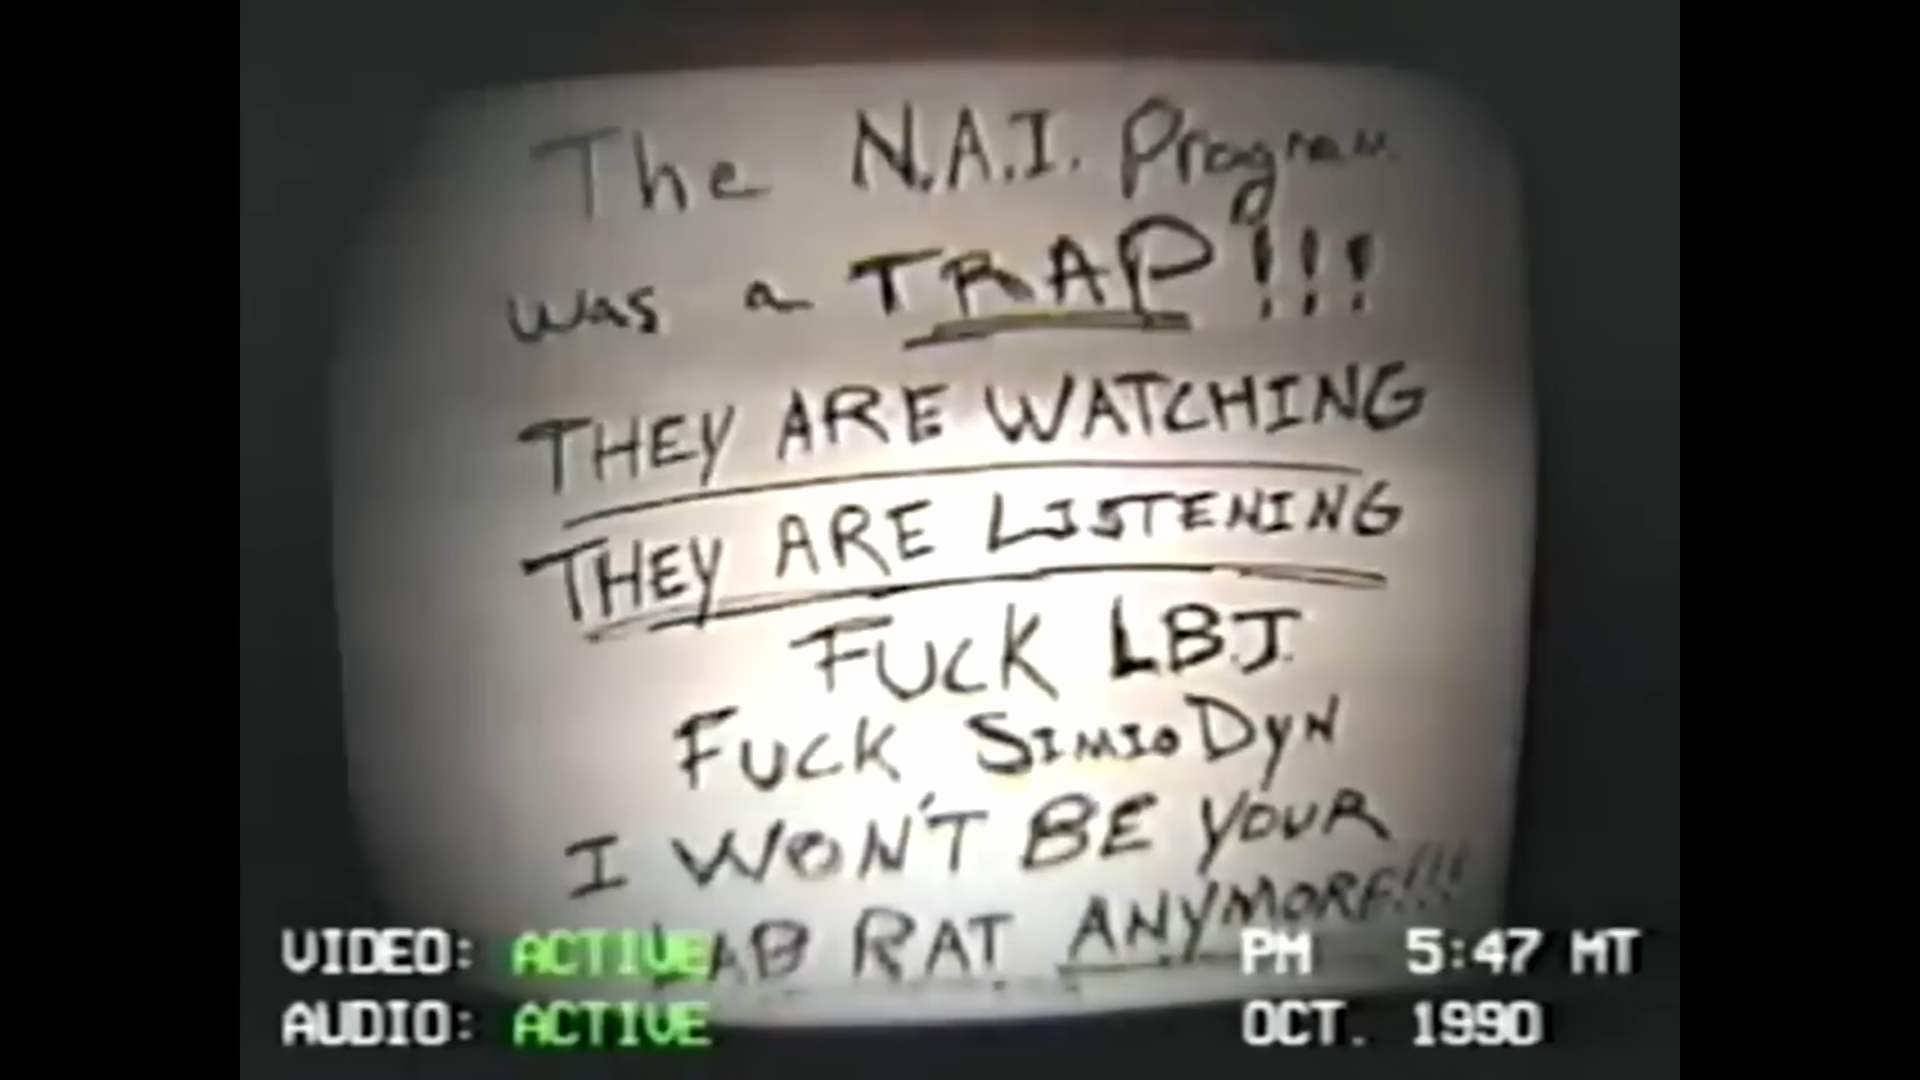 The N.A.I. Program
was a TRAP!!!
THEY ARE WATCHING
THEY ARE LISTENING
FUCK LBJ
FUCK SIMIODYN
I WON'T BE YOUR
LAB RAT ANYMORE!!!
VIDEO: ACTIVE
AUDIO: ACTIVE
PM 5:47 MT
OCT. 1990